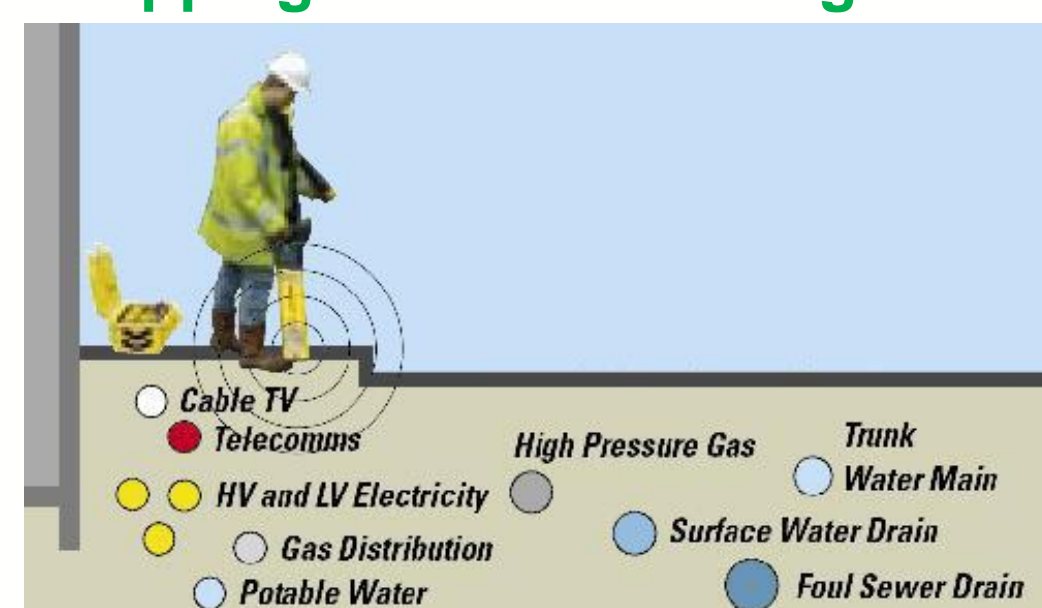 Cable TV
Telecomms
HV and LV Electricity
Gas Distribution
Potable Water
High Pressure Gas
Trunk
Water Main
Surface Water Drain
Foul Sewer Drain